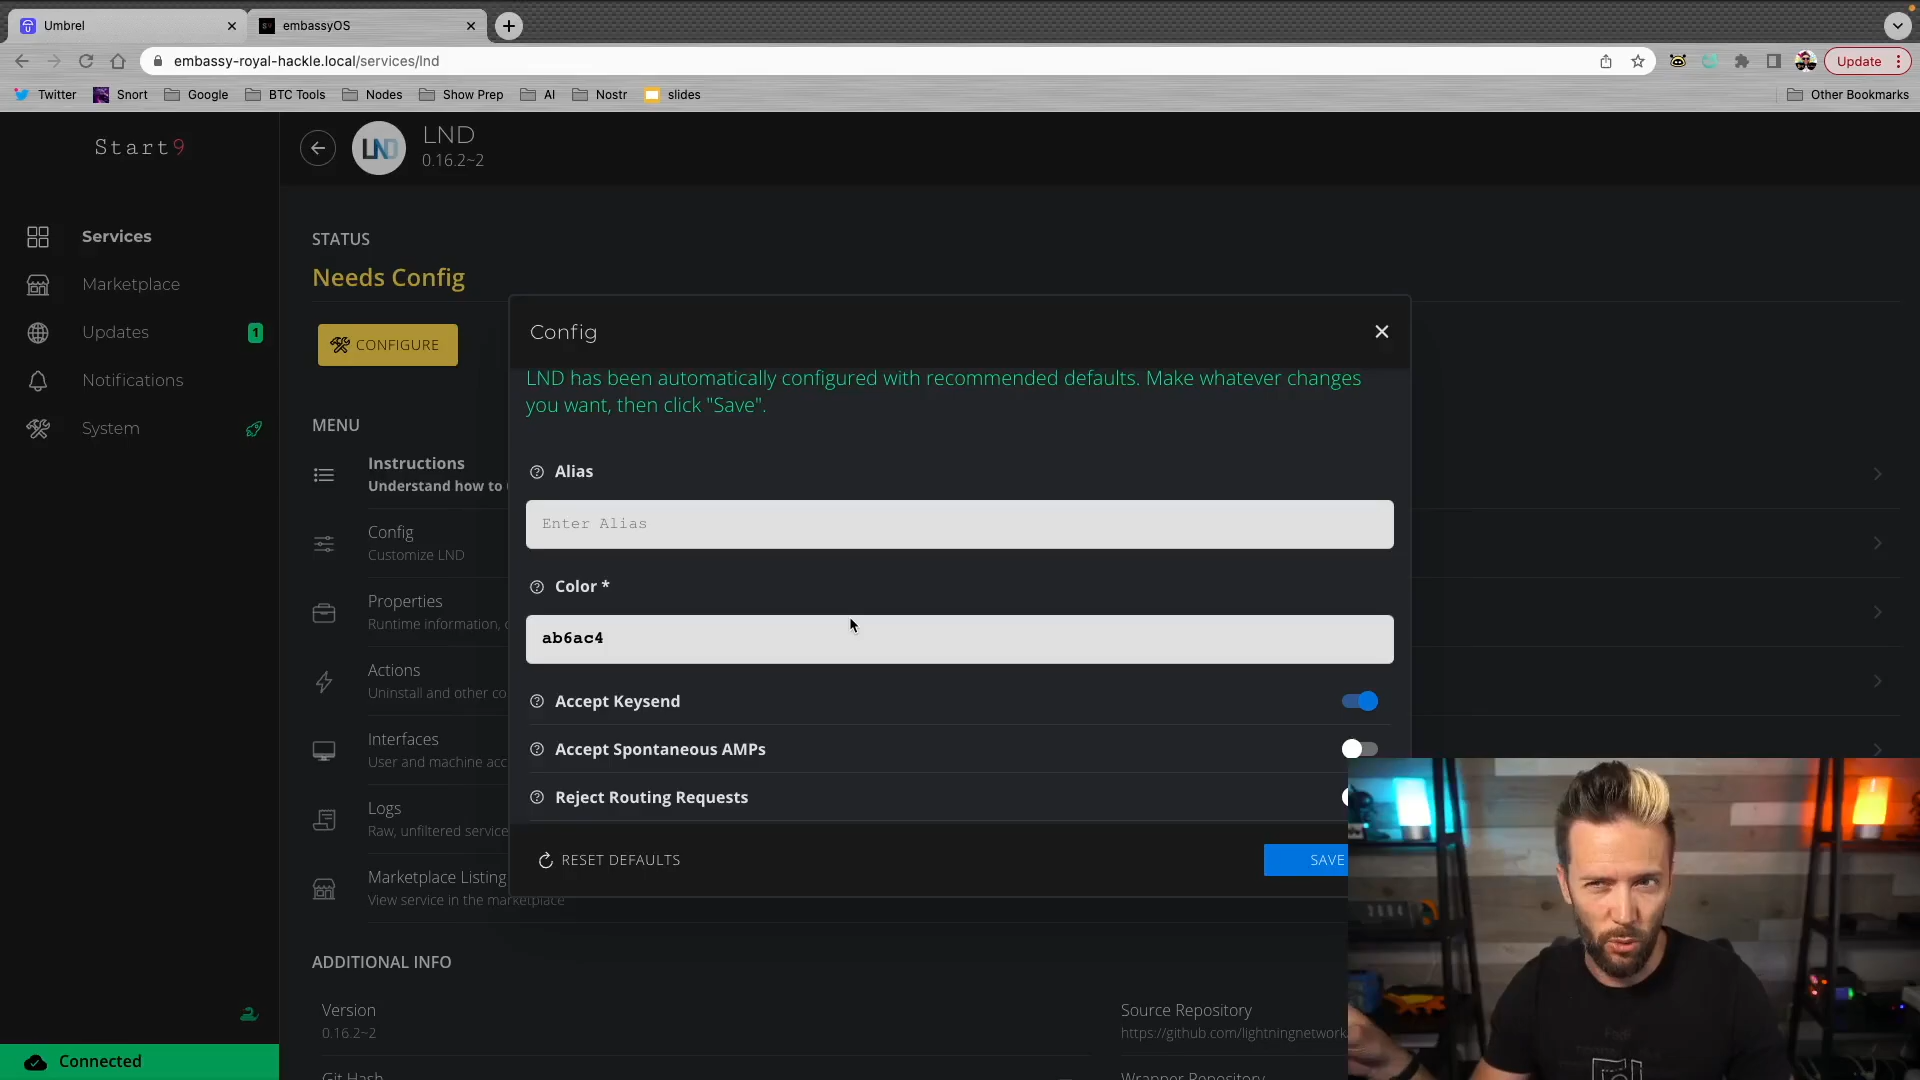 Umbrel
embassyOS
embassy-royal-hackle.local/services/lnd
Update
Twitter
Snort
Google
BTC Tools
Nodes
Show Prep
AI
Nostr
slides
Other Bookmarks
Start9
LND
LND
0.16.2~2
Services
Marketplace
Updates
1
Notifications
System
STATUS
Needs Config
CONFIGURE
MENU
Instructions
Understand how to
Config
Customize LND
Properties
Runtime information,
Actions
Uninstall and other co
Interfaces
User and machine acc
Logs
Raw, unfiltered service
Marketplace Listing
View service in the marketplace
Config
LND has been automatically configured with recommended defaults. Make whatever changes
you want, then click "Save".
Alias
Enter Alias
Color *
ab6ac4
Accept Keysend
Accept Spontaneous AMPs
Reject Routing Requests
RESET DEFAULTS
SAVE
ADDITIONAL INFO
Version
0.16.2~2
Source Repository
https://github.com/lightningnetwork
Git Hash
Wrapper Repository
Connected